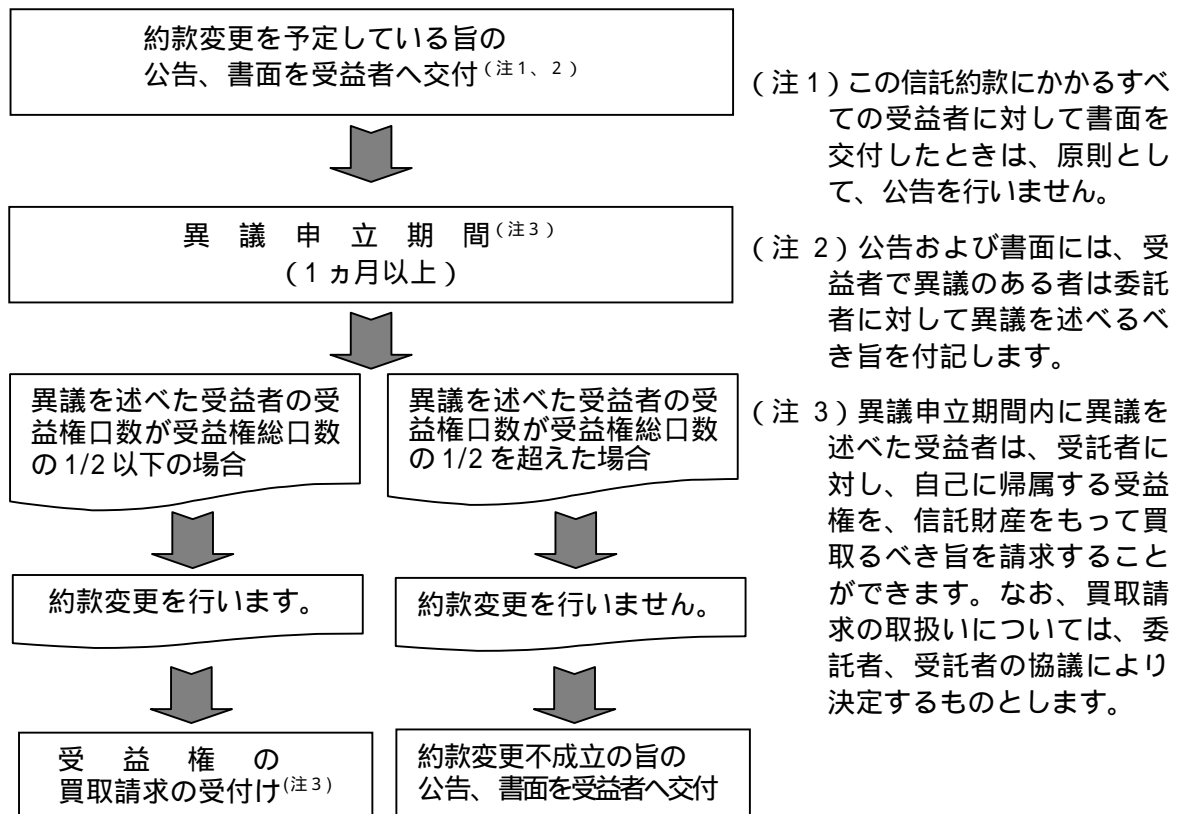 約款変更を予定している旨の
公告、書面を受益者へ交付(注1、2)
異議申立期間(注3)
(1ヵ月以上)
異議を述べた受益者の受
益権口数が受益権総口数
の1/2以下の場合
異議を述べた受益者の受
益権口数が受益権総口数
の1/2を超えた場合
約款変更を行います。
約款変更を行いません。
受益権の
買取請求の受付け(注3)
約款変更不成立の旨の
公告、書面を受益者へ交付
(注1)この信託約款にかかるすべ
ての受益者に対して書面を
交付したときは、原則とし
て、公告を行いません。
(注2)公告および書面には、受
益者で異議のある者は委託
者に対して異議を述べるべ
き旨を付記します。
(注3)異議申立期間内に異議を
述べた受益者は、受託者に
対し、自己に帰属する受益
権を、信託財産をもって買
取るべき旨を請求すること
ができます。なお、買取請
求の取扱いについては、委
託者、受託者の協議により
決定するものとします。